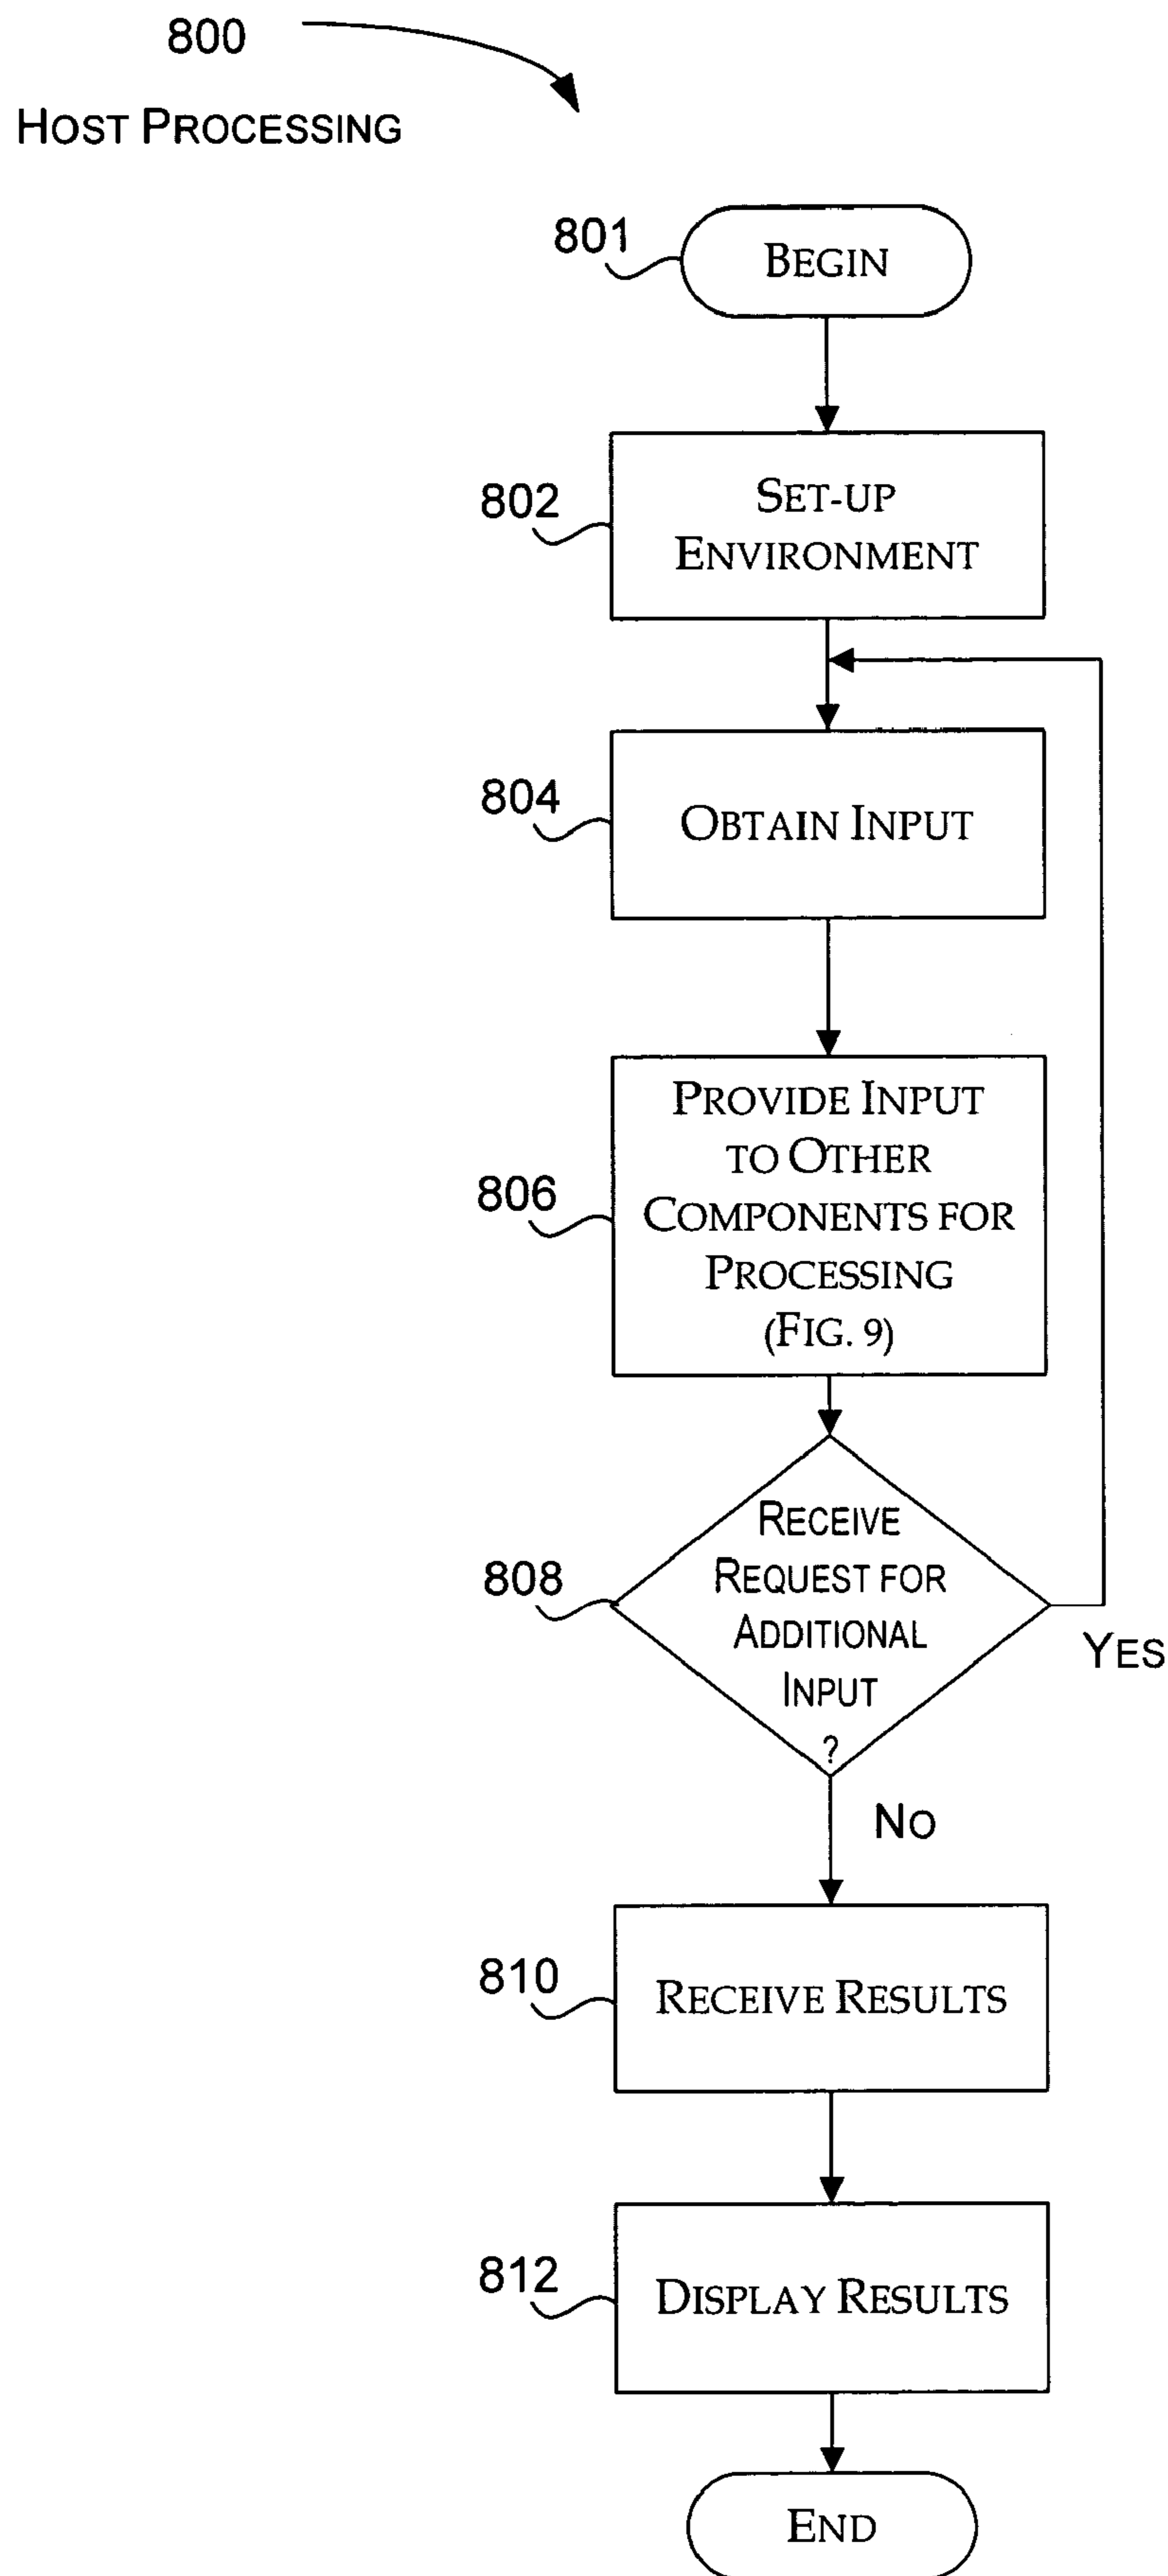 800
HOST PROCESSING
801
BEGIN
802
SET-UP
ENVIRONMENT
804
OBTAIN INPUT
806
PROVIDE INPUT
TO OTHER
COMPONENTS FOR
PROCESSING
(FIG. 9)
808
RECEIVE
REQUEST FOR
ADDITIONAL
INPUT
?
YES
NO
810
RECEIVE RESULTS
812
DISPLAY RESULTS
END